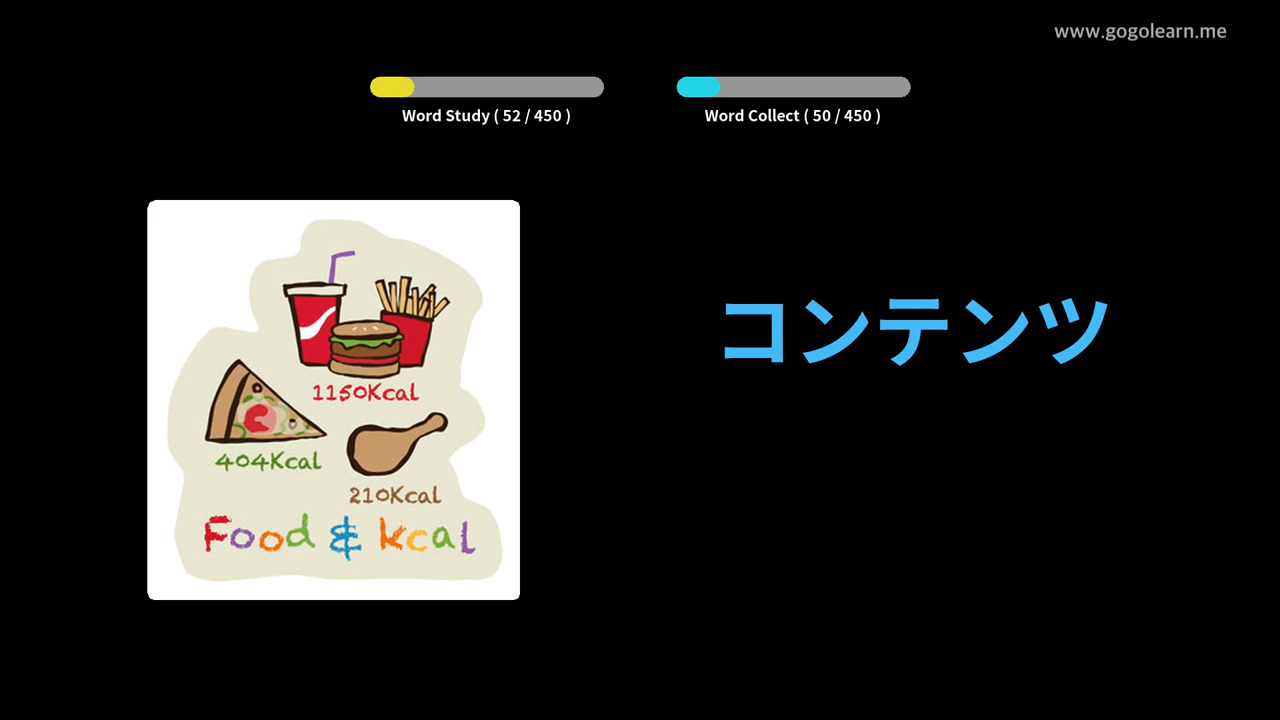 www.gogolearn.me
Word Study ( 52 / 450 )
Word Collect ( 50 / 450 )
1150Kcal
404Kcal
210Kcal
Food & kcal
コンテンツ